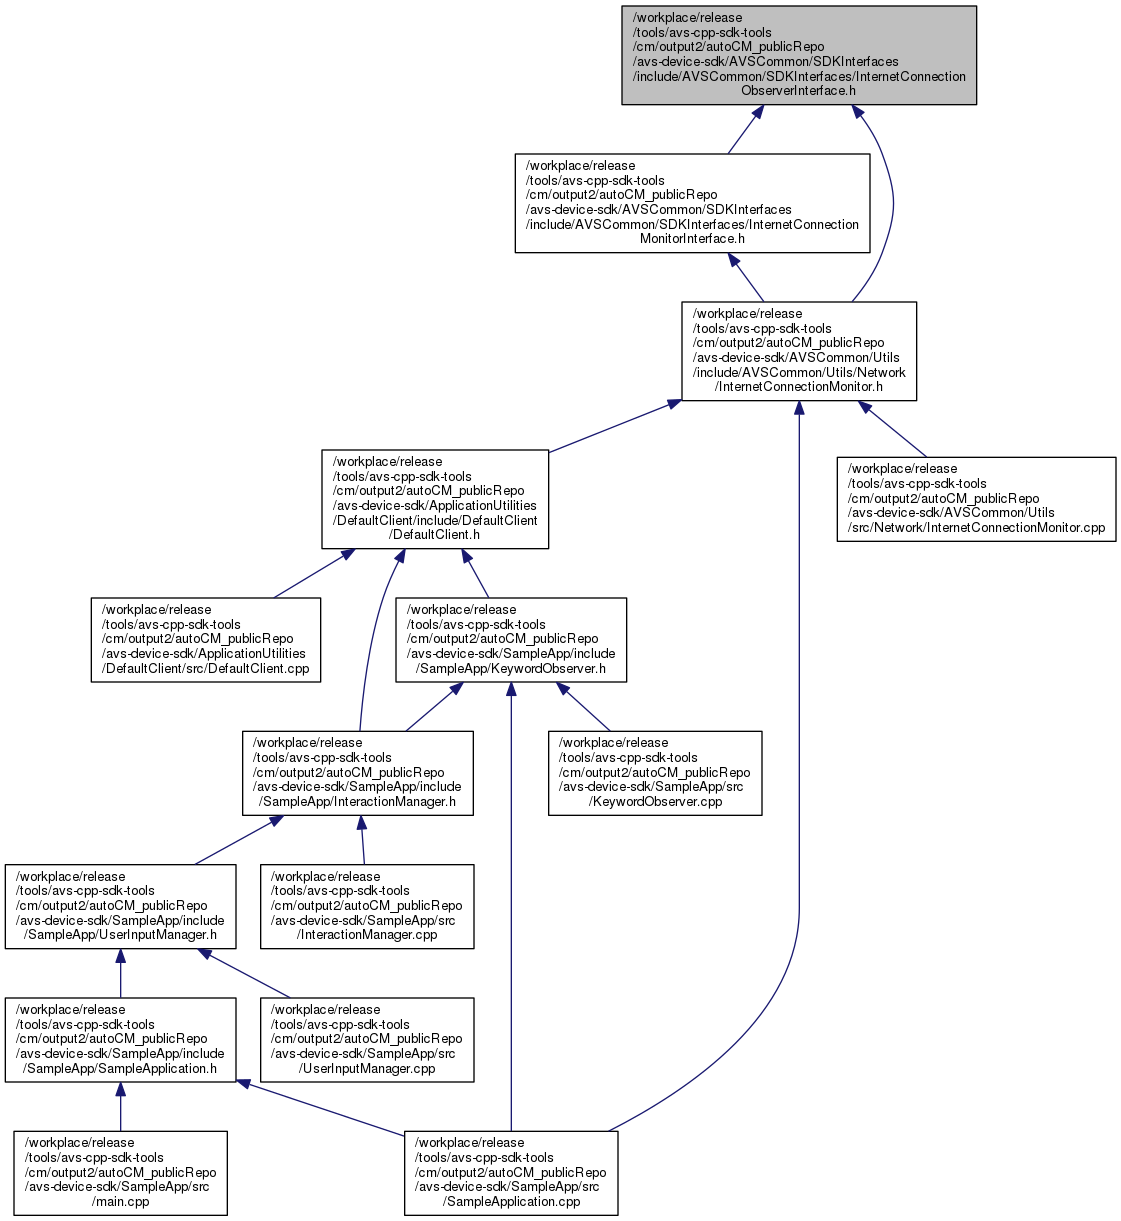 /workplace/release
/tools/avs-cpp-sdk-tools
/cm/output2/autoCM_publicRepo
/avs-device-sdk/AVSCommon/SDKInterfaces
/include/AVSCommon/SDKInterfaces/InternetConnection
ObserverInterface.h
/workplace/release
/tools/avs-cpp-sdk-tools
/cm/output2/autoCM_publicRepo
/avs-device-sdk/AVSCommon/SDKInterfaces
/include/AVSCommon/SDKInterfaces/InternetConnection
MonitorInterface.h
/workplace/release
/tools/avs-cpp-sdk-tools
/cm/output2/autoCM_publicRepo
/avs-device-sdk/AVSCommon/Utils
/include/AVSCommon/Utils/Network
/InternetConnectionMonitor.h
/workplace/release
/tools/avs-cpp-sdk-tools
/cm/output2/autoCM_publicRepo
/avs-device-sdk/ApplicationUtilities
/DefaultClient/include/DefaultClient
/DefaultClient.h
/workplace/release
/tools/avs-cpp-sdk-tools
/cm/output2/autoCM_publicRepo
/avs-device-sdk/AVSCommon/Utils
/src/Network/InternetConnectionMonitor.cpp
/workplace/release
/tools/avs-cpp-sdk-tools
/cm/output2/autoCM_publicRepo
/avs-device-sdk/ApplicationUtilities
/DefaultClient/src/DefaultClient.cpp
/workplace/release
/tools/avs-cpp-sdk-tools
/cm/output2/autoCM_publicRepo
/avs-device-sdk/SampleApp/include
/SampleApp/KeywordObserver.h
/workplace/release
/tools/avs-cpp-sdk-tools
/cm/output2/autoCM_publicRepo
/avs-device-sdk/SampleApp/include
/SampleApp/InteractionManager.h
/workplace/release
/tools/avs-cpp-sdk-tools
/cm/output2/autoCM_publicRepo
/avs-device-sdk/SampleApp/src
/KeywordObserver.cpp
/workplace/release
/tools/avs-cpp-sdk-tools
/cm/output2/autoCM_publicRepo
/avs-device-sdk/SampleApp/include
/SampleApp/UserInputManager.h
/workplace/release
/tools/avs-cpp-sdk-tools
/cm/output2/autoCM_publicRepo
/avs-device-sdk/SampleApp/src
/InteractionManager.cpp
/workplace/release
/tools/avs-cpp-sdk-tools
/cm/output2/autoCM_publicRepo
/avs-device-sdk/SampleApp/include
/SampleApp/SampleApplication.h
/workplace/release
/tools/avs-cpp-sdk-tools
/cm/output2/autoCM_publicRepo
/avs-device-sdk/SampleApp/src
/UserInputManager.cpp
/workplace/release
/tools/avs-cpp-sdk-tools
/cm/output2/autoCM_publicRepo
/avs-device-sdk/SampleApp/src
/main.cpp
/workplace/release
/tools/avs-cpp-sdk-tools
/cm/output2/autoCM_publicRepo
/avs-device-sdk/SampleApp/src
/SampleApplication.cpp